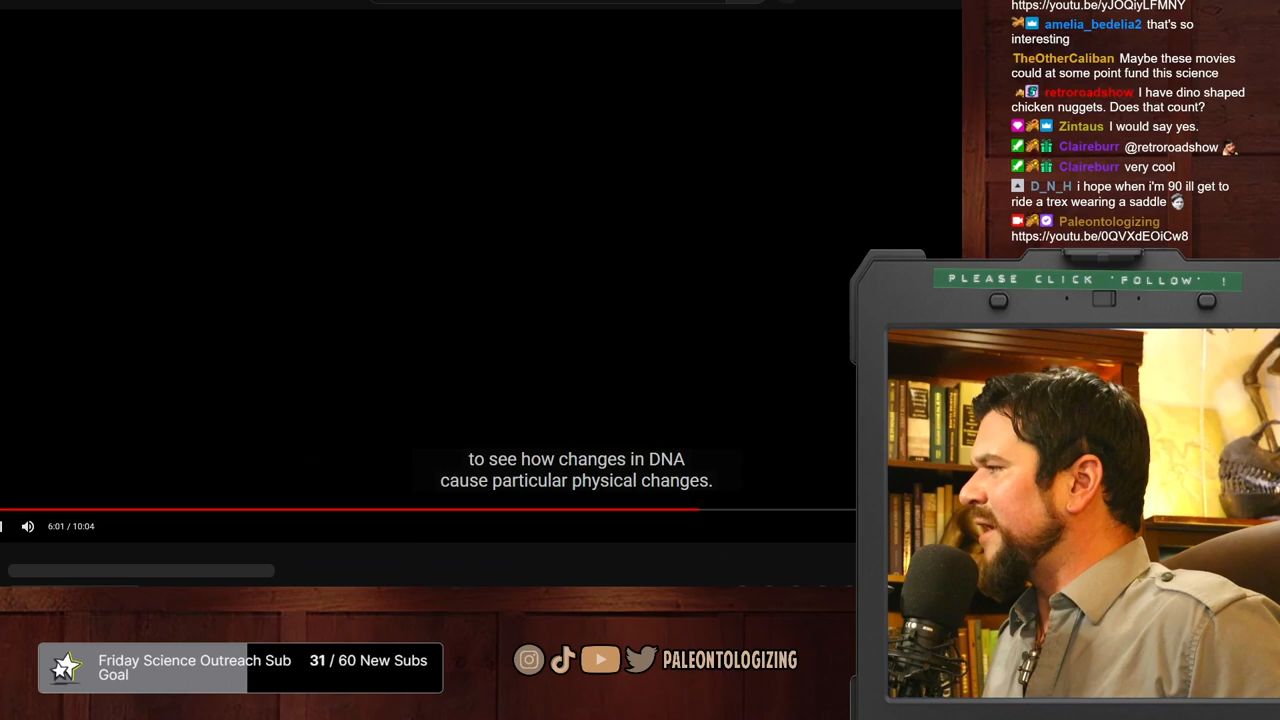 https://youtu.be/yJOQiyLFMNY
amelia_bedelia2 that's so
interesting
TheOtherCaliban Maybe these movies
could at some point fund this science
retroroadshow I have dino shaped
chicken nuggets. Does that count?
Zintaus I would say yes.
Claireburr @retroroadshow
Claireburr very cool
D_N_H i hope when i'm 90 ill get to
ride a trex wearing a saddle
Paleontologizing
https://youtu.be/0QVXdEOiCw8
PLEASE CLICK 'FOLLOW' !
to see how changes in DNA
cause particular physical changes.
6:01 / 10:04
Friday Science Outreach Sub 31 / 60 New Subs
Goal
PALEONTOLOGIZING